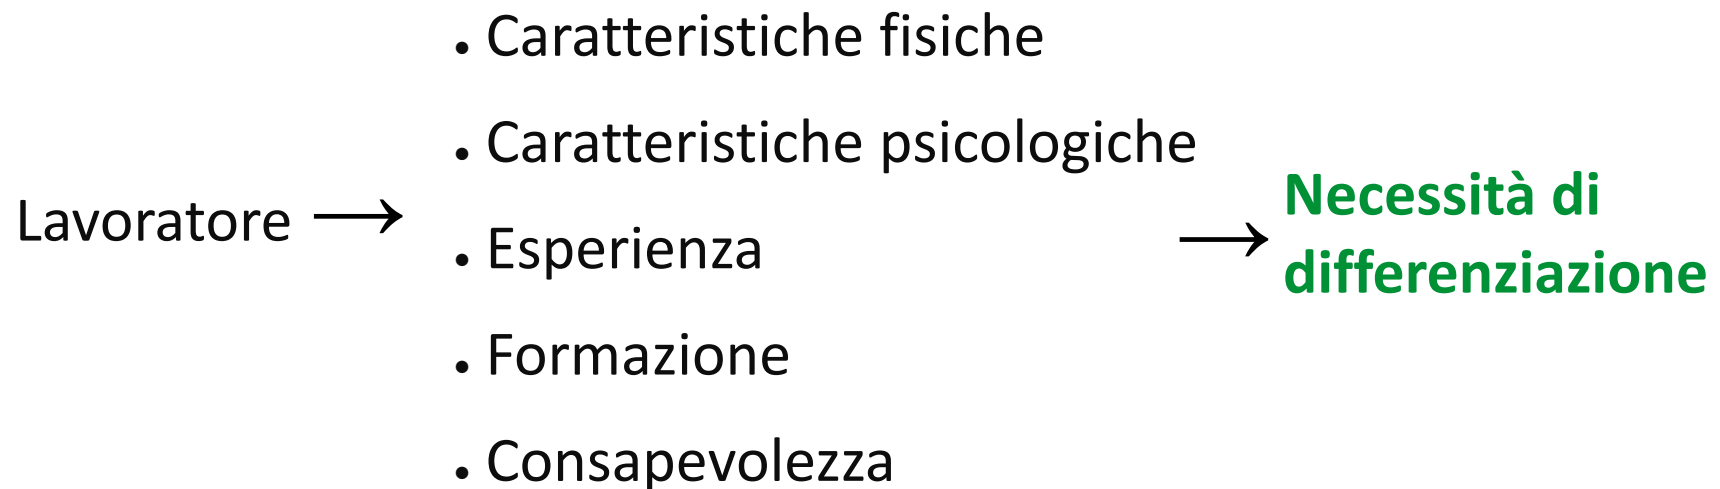 Lavoratore →
• Caratteristiche fisiche
• Caratteristiche psicologiche
• Esperienza
• Formazione
• Consapevolezza
→ Necessità di
differenziazione